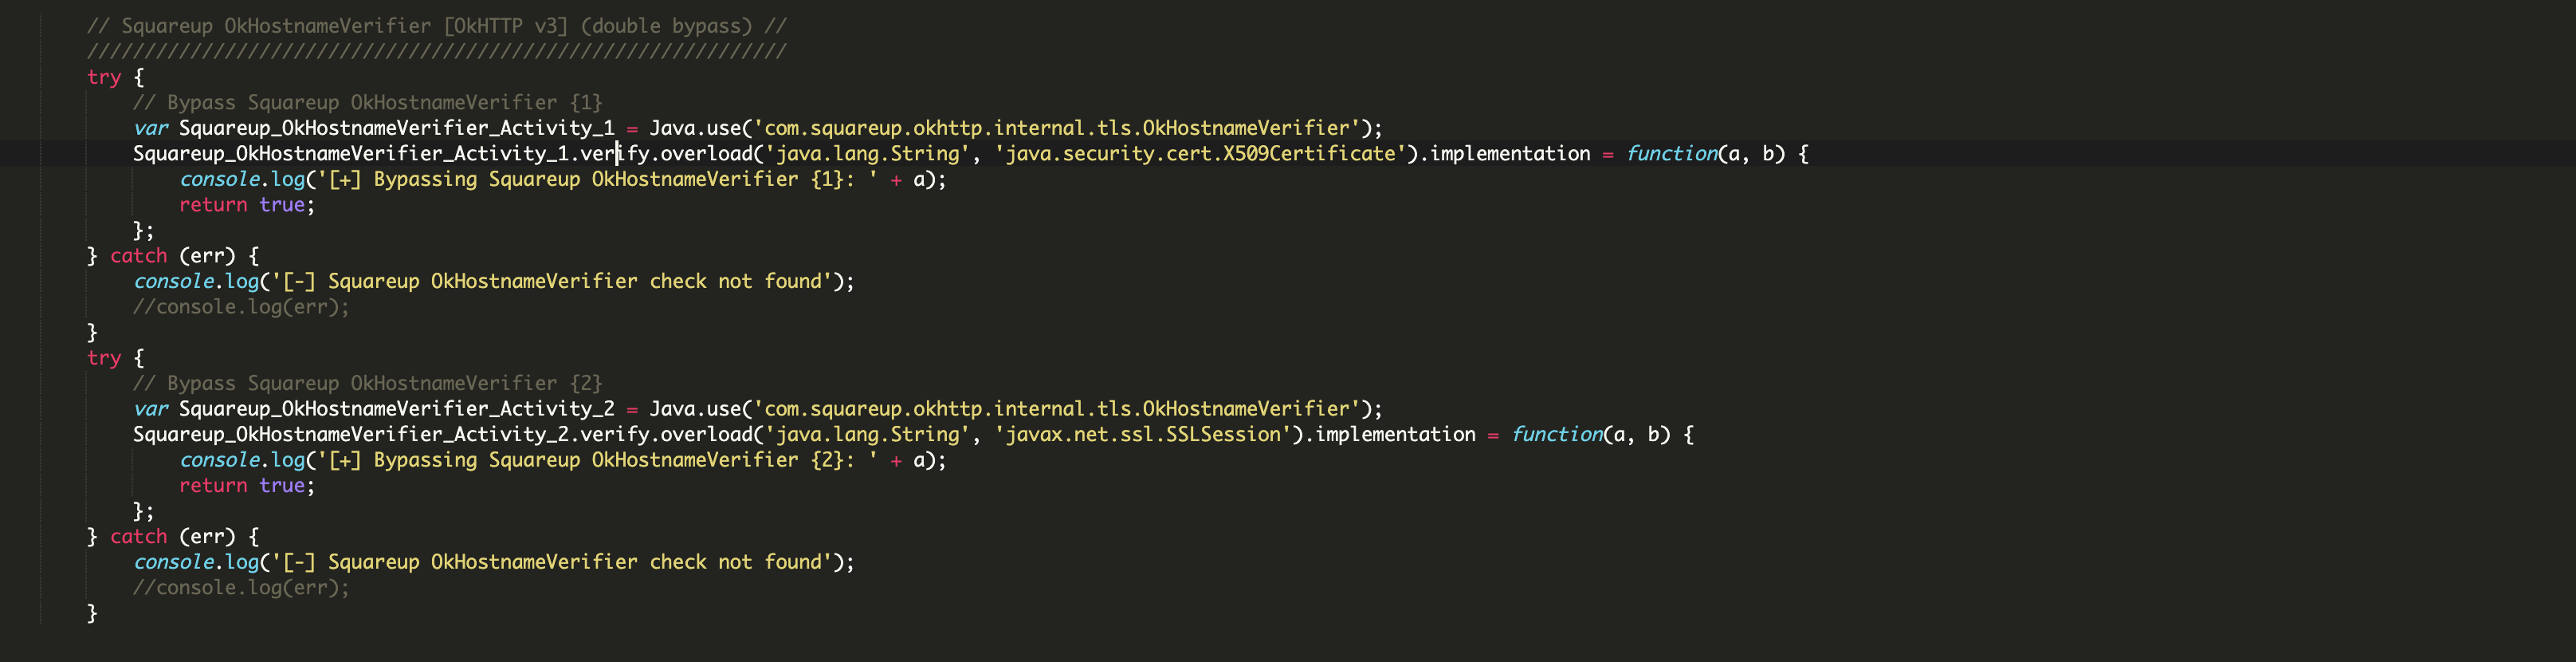 // Squareup OkHostnameVerifier [OkHTTP v3] (double bypass) //
/////////////////////////////////////////////////////////////
try {
// Bypass Squareup OkHostnameVerifier {1}
var Squareup_OkHostnameVerifier_Activity_1 = Java.use('com.squareup.okhttp.internal.tls.OkHostnameVerifier');
Squareup_OkHostnameVerifier_Activity_1.verify.overload('java.lang.String', 'java.security.cert.X509Certificate').implementation = function(a, b) {
console.log('[+] Bypassing Squareup OkHostnameVerifier {1}: ' + a);
return true;
};
} catch (err) {
console.log('[-] Squareup OkHostnameVerifier check not found');
//console.log(err);
}
try {
// Bypass Squareup OkHostnameVerifier {2}
var Squareup_OkHostnameVerifier_Activity_2 = Java.use('com.squareup.okhttp.internal.tls.OkHostnameVerifier');
Squareup_OkHostnameVerifier_Activity_2.verify.overload('java.lang.String', 'javax.net.ssl.SSLSession').implementation = function(a, b) {
console.log('[+] Bypassing Squareup OkHostnameVerifier {2}: ' + a);
return true;
};
} catch (err) {
console.log('[-] Squareup OkHostnameVerifier check not found');
//console.log(err);
}